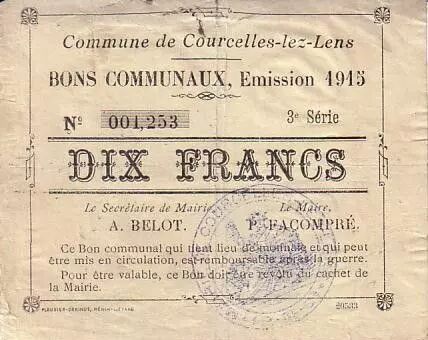 Commune de Courcelles-lez-Lens
BONS COMMUNAUX, Emission 1915
Nº 001,253 3e Série
DIX FRANCS
Le Secrétaire de Mairie, Le Maire,
A. BELOT. P. FACOMPRÉ.
Ce Bon communal qui tient lieu de monnaie et qui peut
être mis en circulation, est remboursable après la guerre.
Pour être valable, ce Bon doit être revêtu du cachet de
la Mairie.
20533